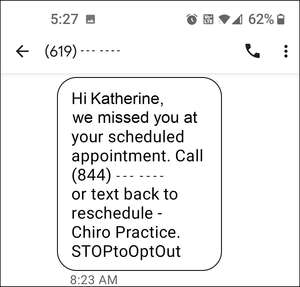 5:27 62%
(619) --- ----
Hi Katherine,
we missed you at
your scheduled
appointment. Call
(844) --- ----
or text back to
reschedule -
Chiro Practice.
STOPtoOptOut
8:23 AM